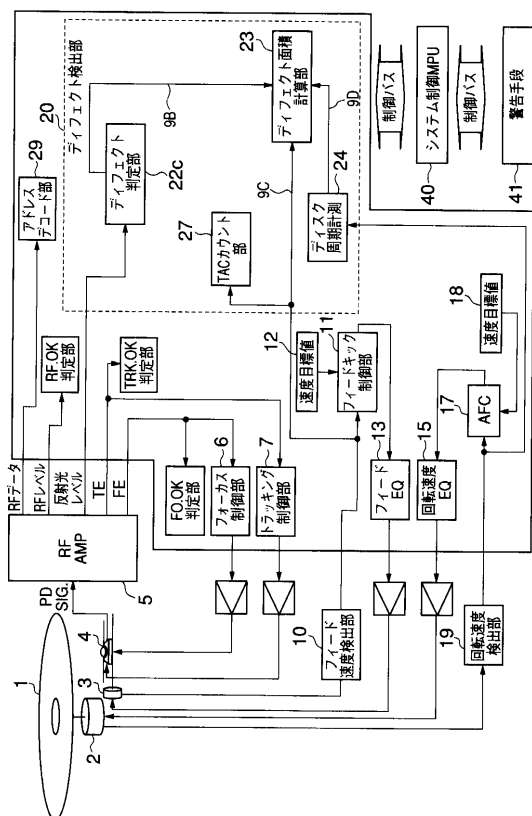 1
2
3
4
PD
SIG.
RF
AMP
5
RFデータ
RFレベル
反射光
レベル
TE
FE
RF.OK
判定部
TRK.OK
判定部
FO.OK
判定部
フォーカス
制御部
6
トラッキング
制御部
7
アドレス
デコード部
29
20
ディフェクト検出部
ディフェクト
判定部
22c
9B
ディフェクト面積
計算部
23
9C
9D
TACカウント
部
27
ディスク
周期計測
24
速度目標値
12
フィードキック
制御部
11
フィード
EQ
13
回転速度
EQ
15
AFC
17
速度目標値
18
フィード
速度検出部
10
回転速度
検出部
19
制御バス
システム制御MPU
40
制御バス
警告手段
41